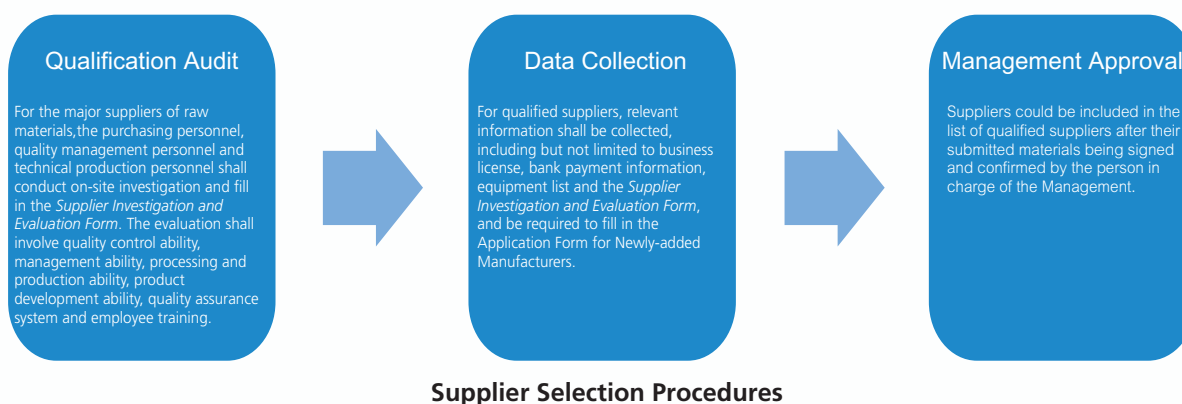 Qualification Audit
For the major suppliers of raw
materials,the purchasing personnel,
quality management personnel and
technical production personnel shall
conduct on-site investigation and fill
in the Supplier Investigation and
Evaluation Form. The evaluation shall
involve quality control ability,
management ability, processing and
production ability, product
development ability, quality assurance
system and employee training.
Data Collection
For qualified suppliers, relevant
information shall be collected,
including but not limited to business
license, bank payment information,
equipment list and the Supplier
Investigation and Evaluation Form,
and be required to fill in the
Application Form for Newly-added
Manufacturers.
Management Approval
Suppliers could be included in the
list of qualified suppliers after their
submitted materials being signed
and confirmed by the person in
charge of the Management.
Supplier Selection Procedures